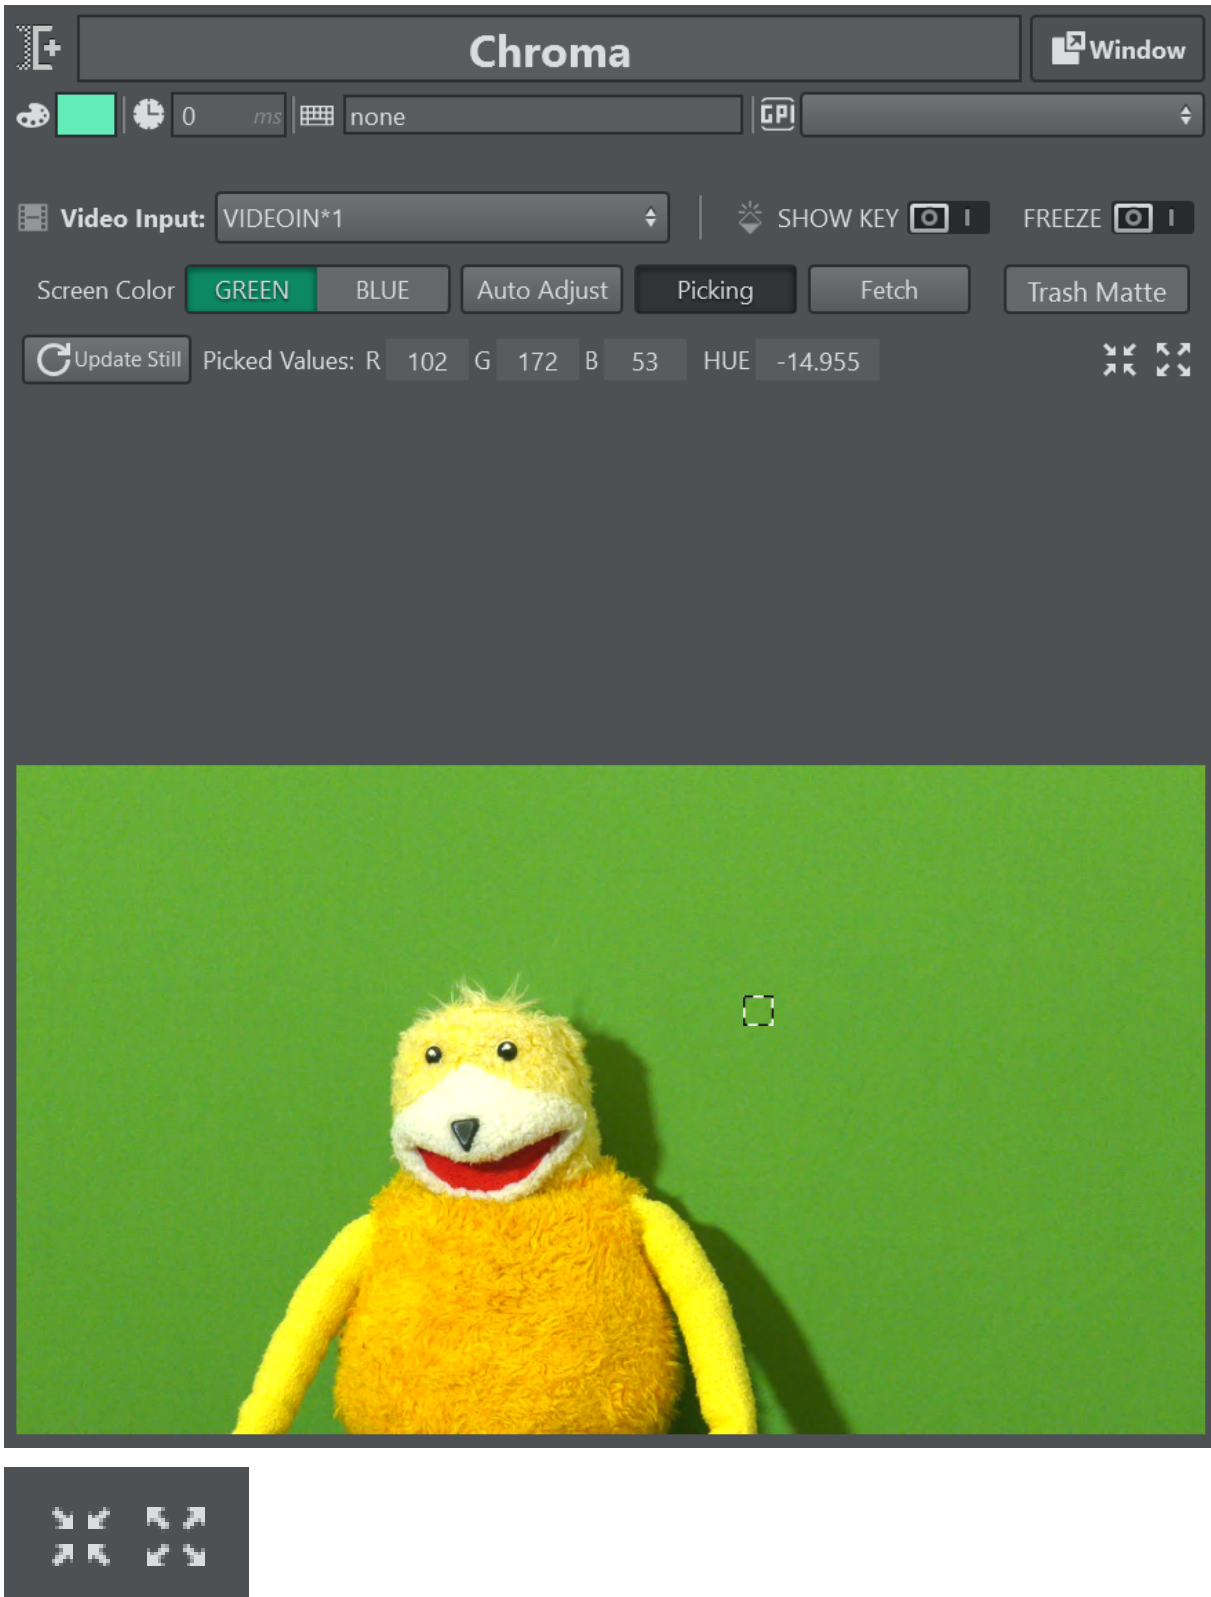 Chroma
Window
0 ms none GPI
Video Input: VIDEOIN*1 SHOW KEY O I FREEZE O I
Screen Color GREEN BLUE Auto Adjust Picking Fetch Trash Matte
Update Still Picked Values: R 102 G 172 B 53 HUE -14.955